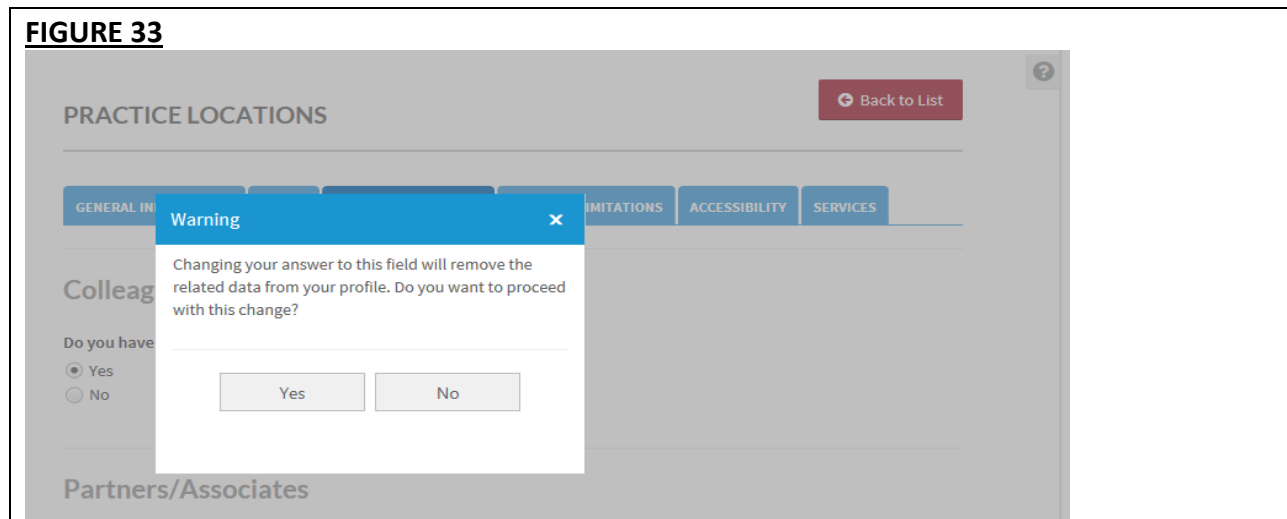 FIGURE 33
Back to List
PRACTICE LOCATIONS
GENERAL IN IMITATIONS ACCESSIBILITY SERVICES
Warning
Changing your answer to this field will remove the
related data from your profile. Do you want to proceed
with this change?
Colleag
Do you have
Yes
No
Yes No
Partners/Associates